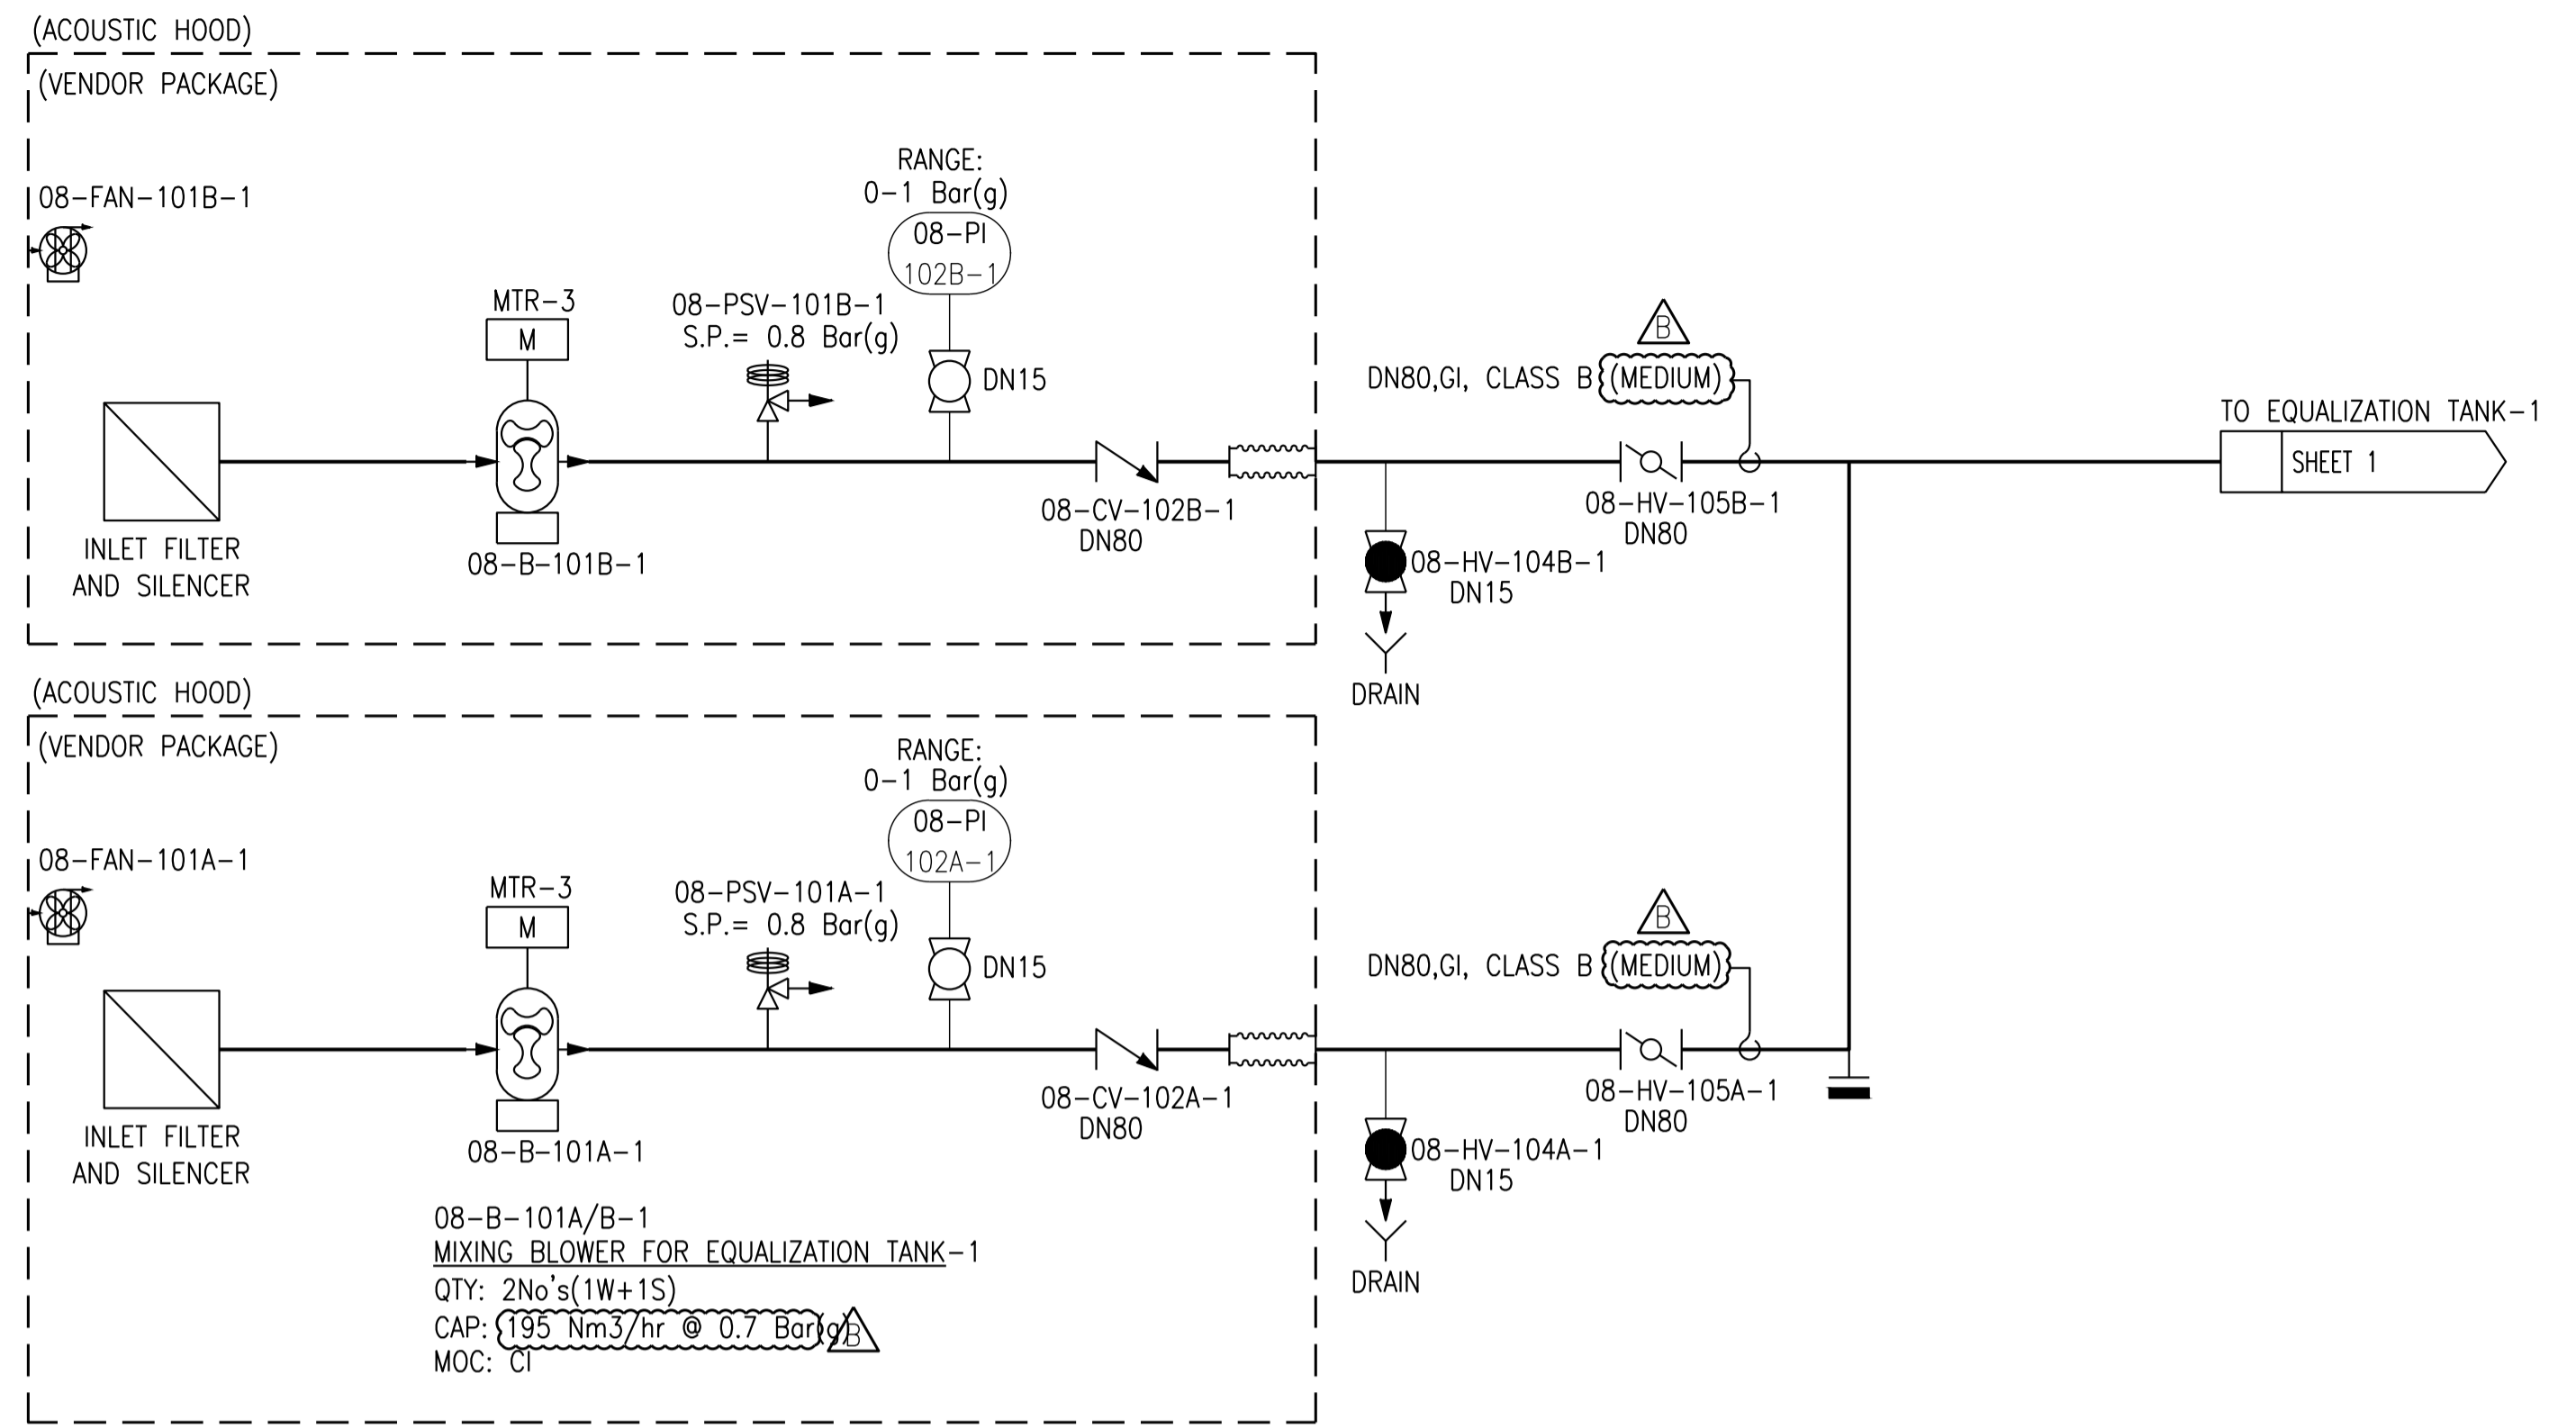 (ACOUSTIC HOOD)
(VENDOR PACKAGE)
08-FAN-101B-1
RANGE:
0-1 Bar(g)
08-PI
102B-1
MTR-3
M
08-PSV-101B-1
S.P.= 0.8 Bar(g)
DN15
B
DN80,GI, CLASS B (MEDIUM)
TO EQUALIZATION TANK-1
SHEET 1
INLET FILTER
AND SILENCER
08-B-101B-1
08-CV-102B-1
DN80
08-HV-105B-1
DN80
08-HV-104B-1
DN15
DRAIN
(ACOUSTIC HOOD)
(VENDOR PACKAGE)
08-FAN-101A-1
RANGE:
0-1 Bar(g)
08-PI
102A-1
MTR-3
M
08-PSV-101A-1
S.P.= 0.8 Bar(g)
DN15
B
DN80,GI, CLASS B (MEDIUM)
INLET FILTER
AND SILENCER
08-B-101A-1
08-CV-102A-1
DN80
08-HV-105A-1
DN80
08-HV-104A-1
DN15
DRAIN
08-B-101A/B-1
MIXING BLOWER FOR EQUALIZATION TANK-1
QTY: 2No's(1W+1S)
CAP: 195 Nm3/hr @ 0.7 Bar(g) B
MOC: CI